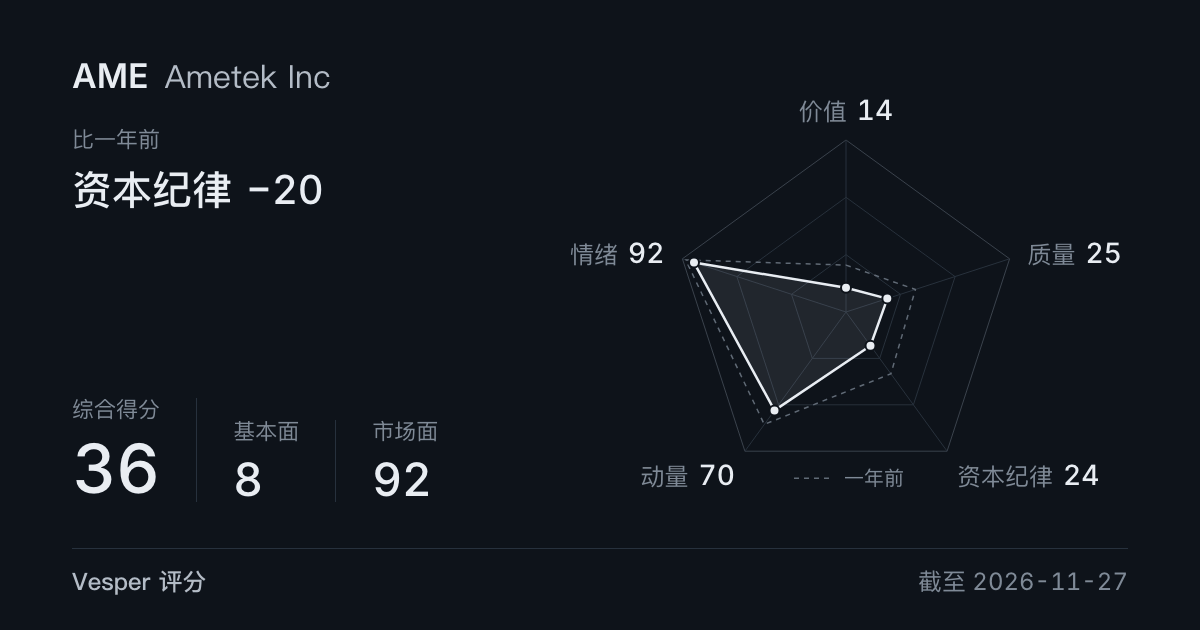 AME Ametek Inc
比一年前
资本纪律 −20
价值 14
情绪 92
质量 25
动量 70
一年前
资本纪律 24
综合得分
36
基本面
8
市场面
92
Vesper 评分
截至 2026-11-27